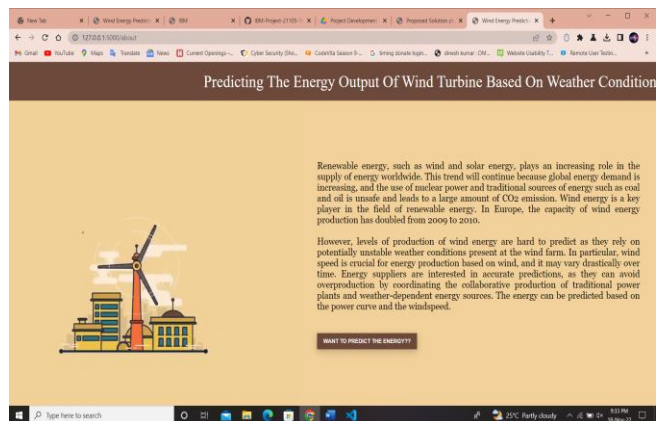 New Tab
Wind Energy Predic
IBM
IBM-Project-21105-
Project Developmen
Proposed Solution
Wind Energy Predict
127.0.0.1:5000/about
Gmail
YouTube
Maps
Translate
News
Current Openings -...
Cyber Security (Sho...
CodeVita Season 9-...
dinesh kumar : OM...
Website Usability T...
Remote User Testin...
Predicting The Energy Output Of Wind Turbine Based On Weather Condition
Renewable energy, such as wind and solar energy, plays an increasing role in the
supply of energy worldwide. This trend will continue because global energy demand is
increasing, and the use of nuclear power and traditional sources of energy such as coal
and oil is unsafe and leads to a large amount of CO2 emission. Wind energy is a key
player in the field of renewable energy. In Europe, the capacity of wind energy
production has doubled from 2009 to 2010.
However, levels of production of wind energy are hard to predict as they rely on
potentially unstable weather conditions present at the wind farm. In particular, wind
speed is crucial for energy production based on wind, and it may vary drastically over
time. Energy suppliers are interested in accurate predictions, as they can avoid
overproduction by coordinating the collaborative production of traditional power
plants and weather-dependent energy sources. The energy can be predicted based on
the power curve and the windspeed.
WANT TO PREDICT THE ENERGY??
Type here to search
25°C Partly cloudy
9:33 PM